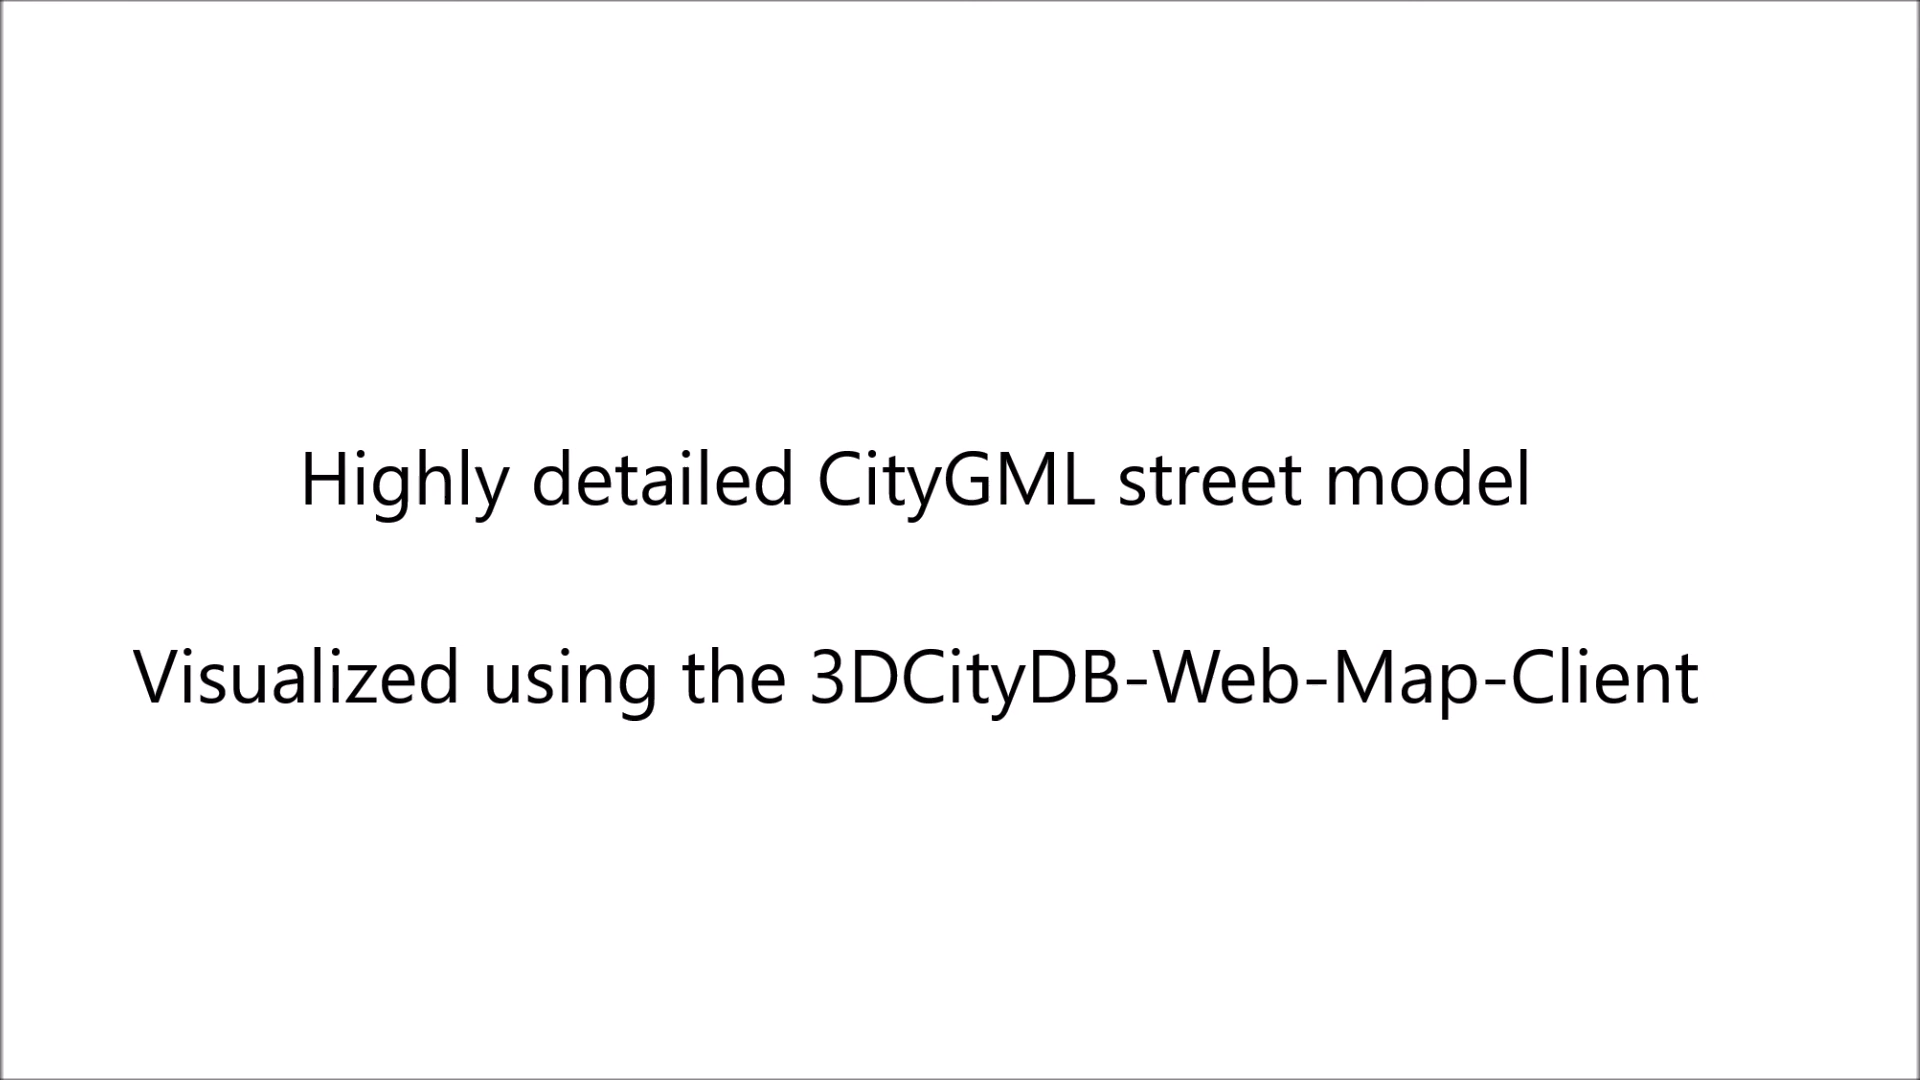 Highly detailed CityGML street model
Visualized using the 3DCityDB-Web-Map-Client